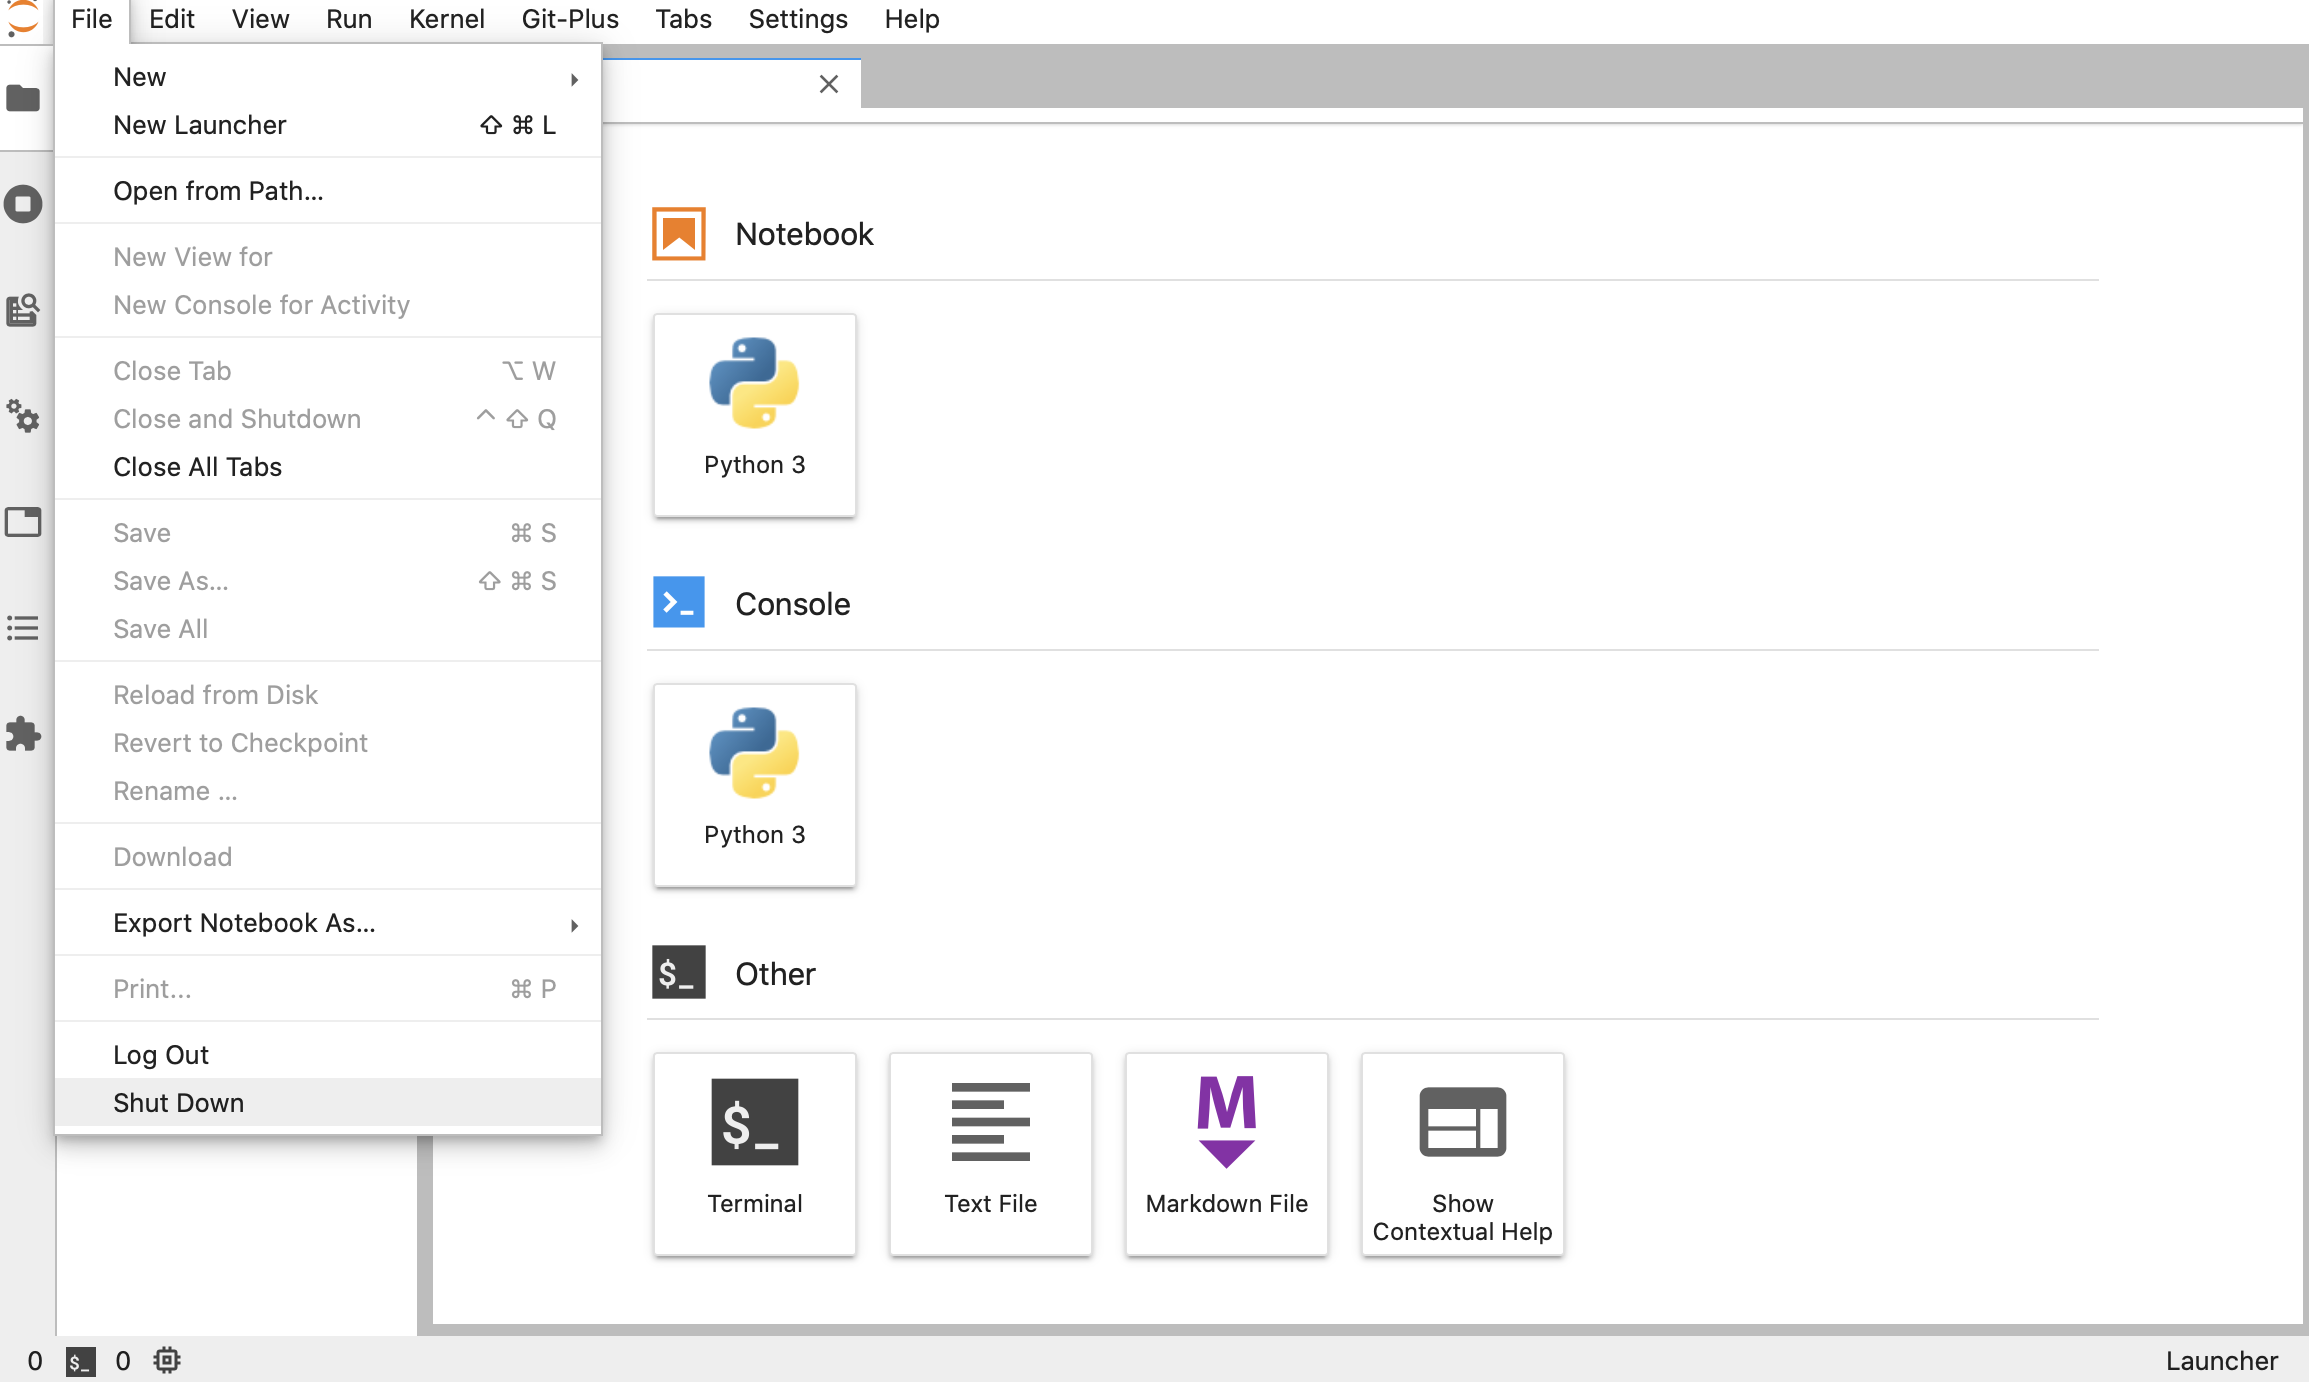 File Edit View Run Kernel Git-Plus Tabs Settings Help
New
New Launcher ⇧ ⌘ L
Open from Path...
New View for
New Console for Activity
Close Tab ⌥ W
Close and Shutdown ^ ⇧ Q
Close All Tabs
Save ⌘ S
Save As... ⇧ ⌘ S
Save All
Reload from Disk
Revert to Checkpoint
Rename ...
Download
Export Notebook As...
Print... ⌘ P
Log Out
Shut Down
Notebook
Python 3
>_ Console
Python 3
$_ Other
$_
Terminal
Text File
M
Markdown File
Show
Contextual Help
0 $_ 0
Launcher